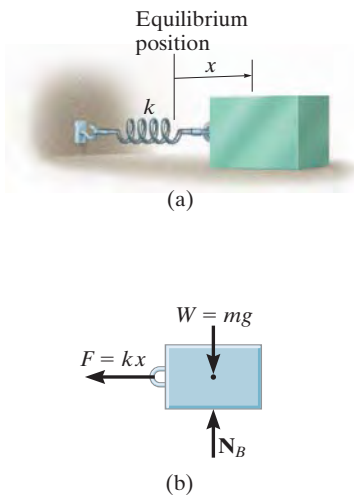 Equilibrium
position
x
k
(a)
W = mg
F = kx
N_B
(b)